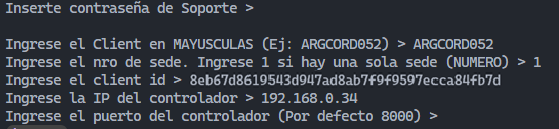 Inserte contraseña de Soporte >
Ingrese el Client en MAYUSCULAS (Ej: ARGCORD052) > ARGCORD052
Ingrese el nro de sede. Ingrese 1 si hay una sola sede (NUMERO) > 1
Ingrese el client id > 8eb67d8619543d947ad8ab7f9f9597ecca84fb7d
Ingrese la IP del controlador > 192.168.0.34
Ingrese el puerto del controlador (Por defecto 8000) >